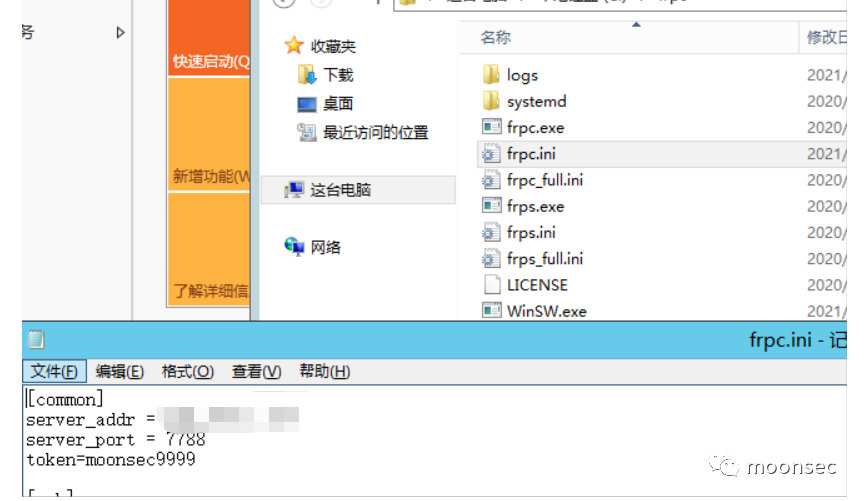 务
快速启动(Q
新增功能(W
了解详细信
收藏夹
下载
桌面
最近访问的位置
这台电脑
网络
名称 修改日
logs 2021/
systemd 2020/
frpc.exe 2020/
frpc.ini 2021/
frpc_full.ini 2020/
frps.exe 2020/
frps.ini 2020/
frps_full.ini 2020/
LICENSE 2020/
WinSW.exe 2021/
frpc.ini - 记
文件(F) 编辑(E) 格式(O) 查看(V) 帮助(H)
[common]
server_addr =
server_port = 7788
token=moonsec9999
moonsec